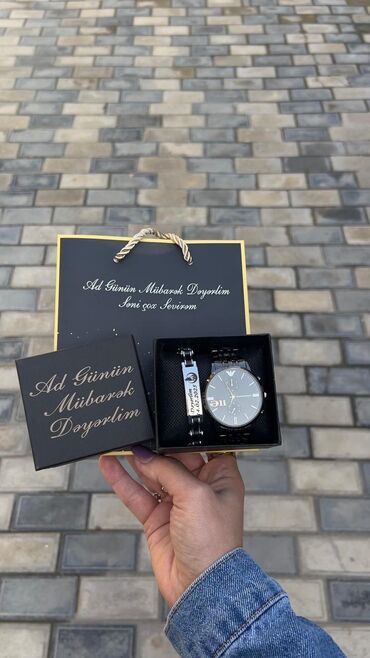 Ad Günün Mübarək Dəyərlim
Səni çox Sevirəm
Ad Günün
Mübarək
Dəyərlim